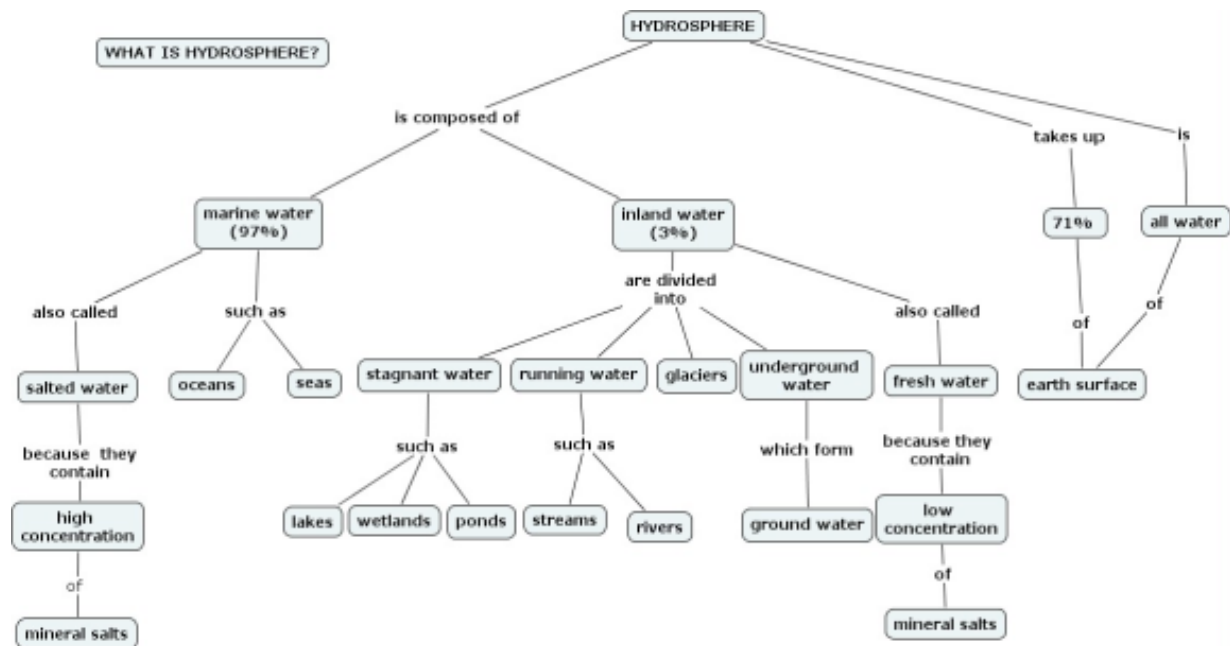 HYDROSPHERE
WHAT IS HYDROSPHERE?
is composed of
takes up
is
marine water
(97%)
inland water
(3%)
71%
all water
are divided
into
also called
such as
also called
of
of
stagnant water
running water
glaciers
underground
water
salted water
oceans
seas
fresh water
earth surface
because they
contain
such as
such as
which form
because they
contain
high
concentration
lakes
wetlands
ponds
streams
rivers
ground water
low
concentration
of
of
mineral salts
mineral salts